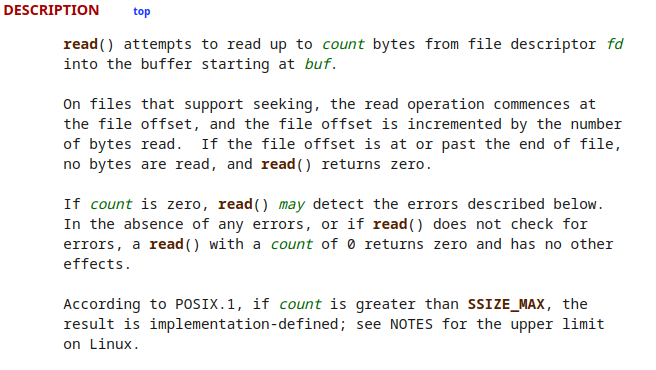 DESCRIPTION top
read() attempts to read up to count bytes from file descriptor fd
into the buffer starting at buf.
On files that support seeking, the read operation commences at
the file offset, and the file offset is incremented by the number
of bytes read.  If the file offset is at or past the end of file,
no bytes are read, and read() returns zero.
If count is zero, read() may detect the errors described below.
In the absence of any errors, or if read() does not check for
errors, a read() with a count of 0 returns zero and has no other
effects.
According to POSIX.1, if count is greater than SSIZE_MAX, the
result is implementation-defined; see NOTES for the upper limit
on Linux.